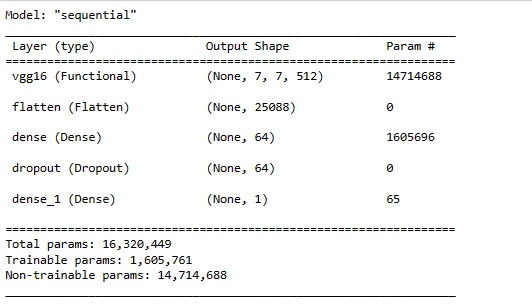 Model: "sequential"
Layer (type) Output Shape Param #
vgg16 (Functional) (None, 7, 7, 512) 14714688
flatten (Flatten) (None, 25088) 0
dense (Dense) (None, 64) 1605696
dropout (Dropout) (None, 64) 0
dense_1 (Dense) (None, 1) 65
Total params: 16,320,449
Trainable params: 1,605,761
Non-trainable params: 14,714,688